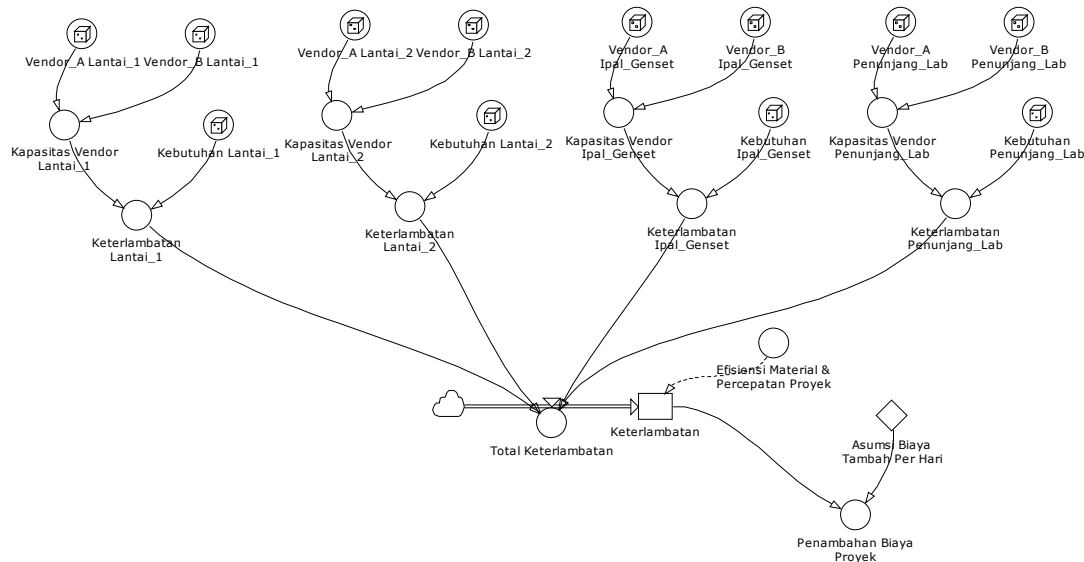 Vendor_A Lantai_1
Vendor_B Lantai_1
Vendor_A Lantai_2
Vendor_B Lantai_2
Vendor_A
Ipal_Genset
Vendor_B
Ipal_Genset
Vendor_A
Penunjang_Lab
Vendor_B
Penunjang_Lab
Kapasitas Vendor
Lantai_1
Kebutuhan Lantai_1
Kapasitas Vendor
Lantai_2
Kebutuhan Lantai_2
Kapasitas Vendor
Ipal_Genset
Kebutuhan
Ipal_Genset
Kapasitas Vendor
Penunjang_Lab
Kebutuhan
Penunjang_Lab
Keterlambatan
Lantai_1
Keterlambatan
Lantai_2
Keterlambatan
Ipal_Genset
Keterlambatan
Penunjang_Lab
Efisiensi Material &
Percepatan Proyek
Total Keterlambatan
Keterlambatan
Asumsi Biaya
Tambah Per Hari
Penambahan Biaya
Proyek